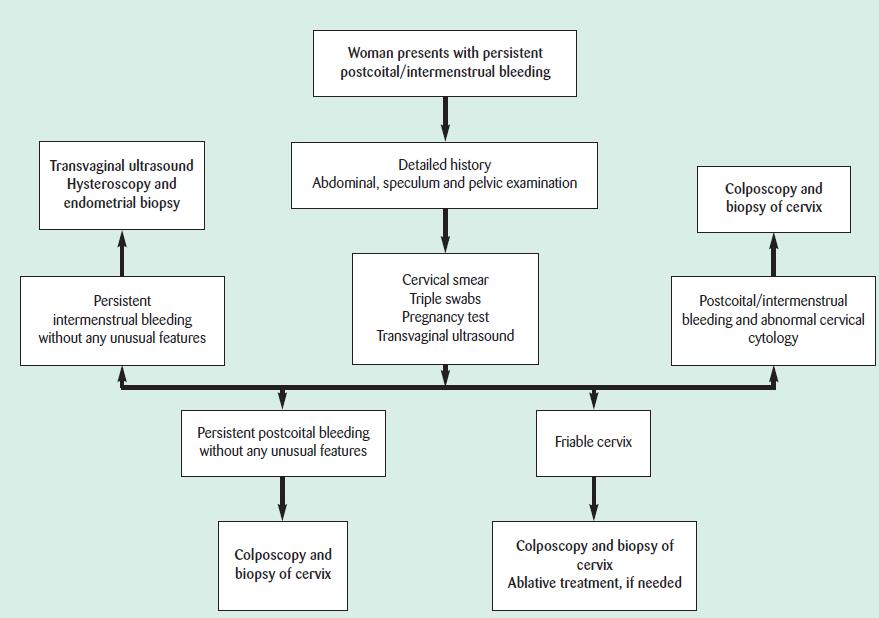 Woman presents with persistent
postcoital/intermenstrual bleeding
Detailed history
Abdominal, speculum and pelvic examination
Transvaginal ultrasound
Hysteroscopy and
endometrial biopsy
Colposcopy and
biopsy of cervix
Cervical smear
Triple swabs
Pregnancy test
Transvaginal ultrasound
Persistent
intermenstrual bleeding
without any unusual features
Postcoital/intermenstrual
bleeding and abnormal cervical
cytology
Persistent postcoital bleeding
without any unusual features
Friable cervix
Colposcopy and
biopsy of cervix
Colposcopy and biopsy of
cervix
Ablative treatment, if needed